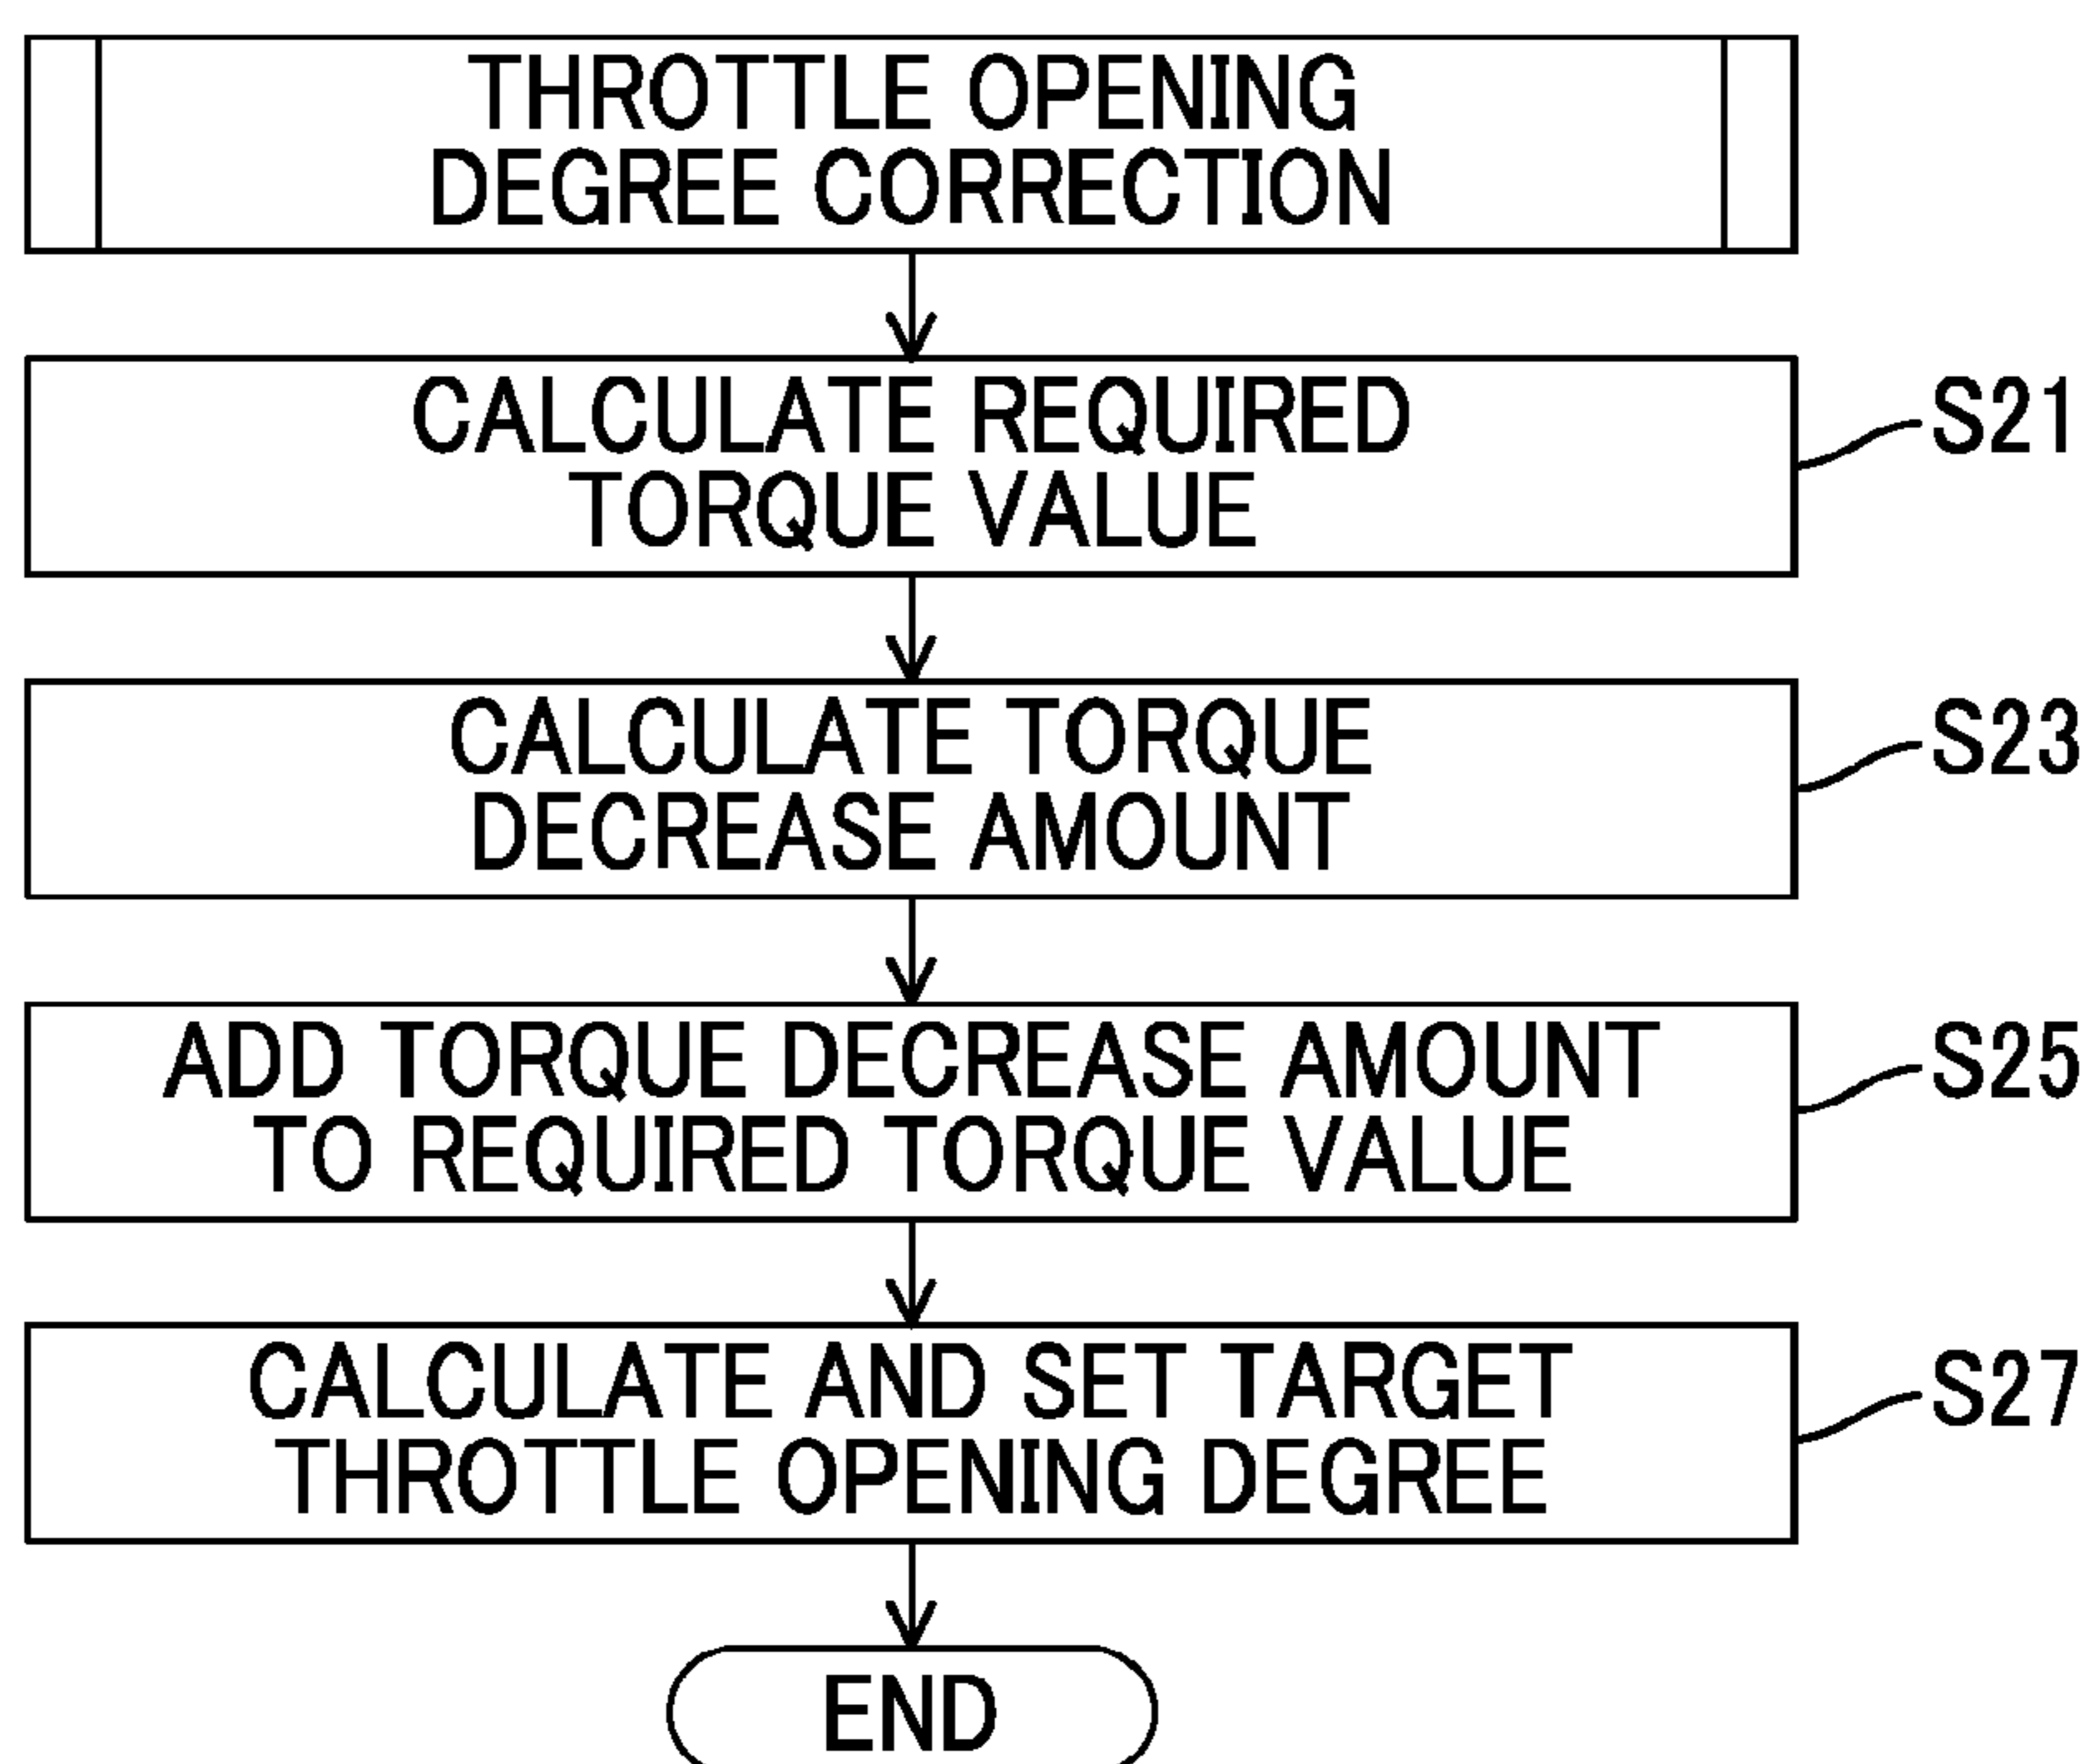 THROTTLE OPENING
DEGREE CORRECTION
CALCULATE REQUIRED
TORQUE VALUE
S21
CALCULATE TORQUE
DECREASE AMOUNT
S23
ADD TORQUE DECREASE AMOUNT
TO REQUIRED TORQUE VALUE
S25
CALCULATE AND SET TARGET
THROTTLE OPENING DEGREE
S27
END